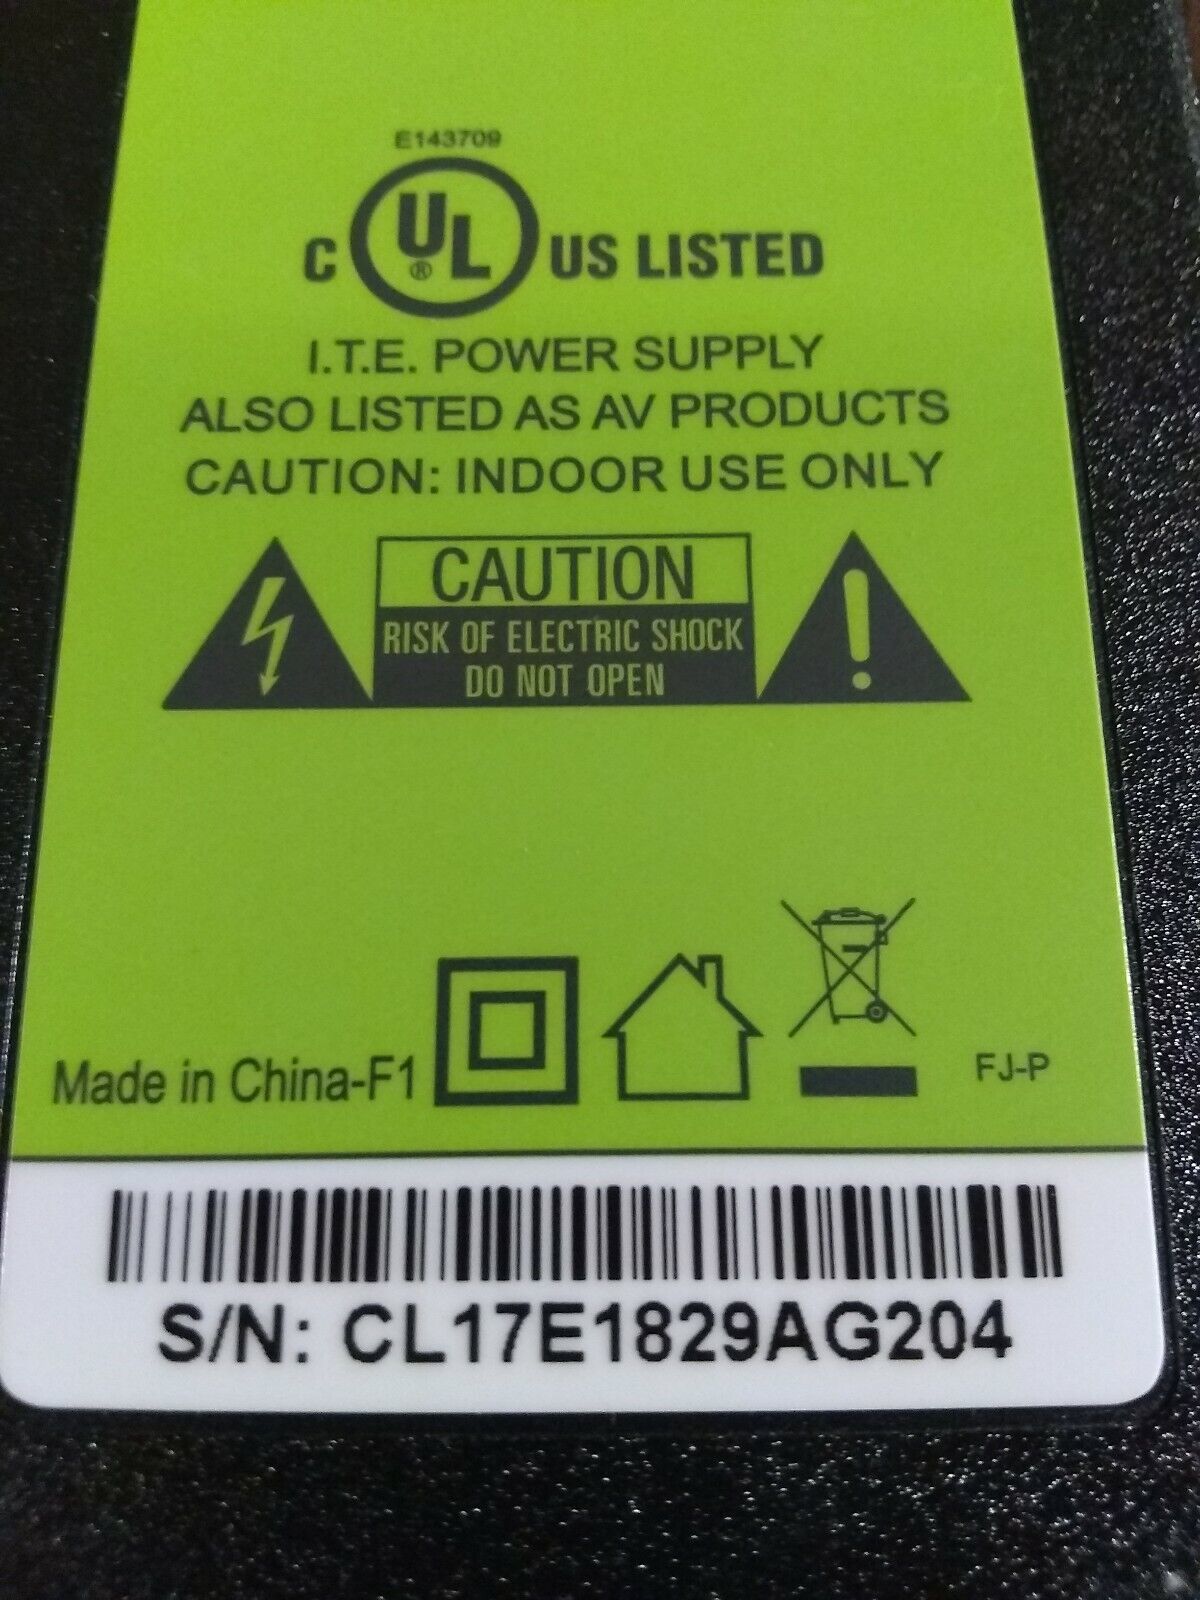 E143709
C UL ® US LISTED
I.T.E. POWER SUPPLY
ALSO LISTED AS AV PRODUCTS
CAUTION: INDOOR USE ONLY
CAUTION
RISK OF ELECTRIC SHOCK
DO NOT OPEN
Made in China-F1
FJ-P
S/N: CL17E1829AG204